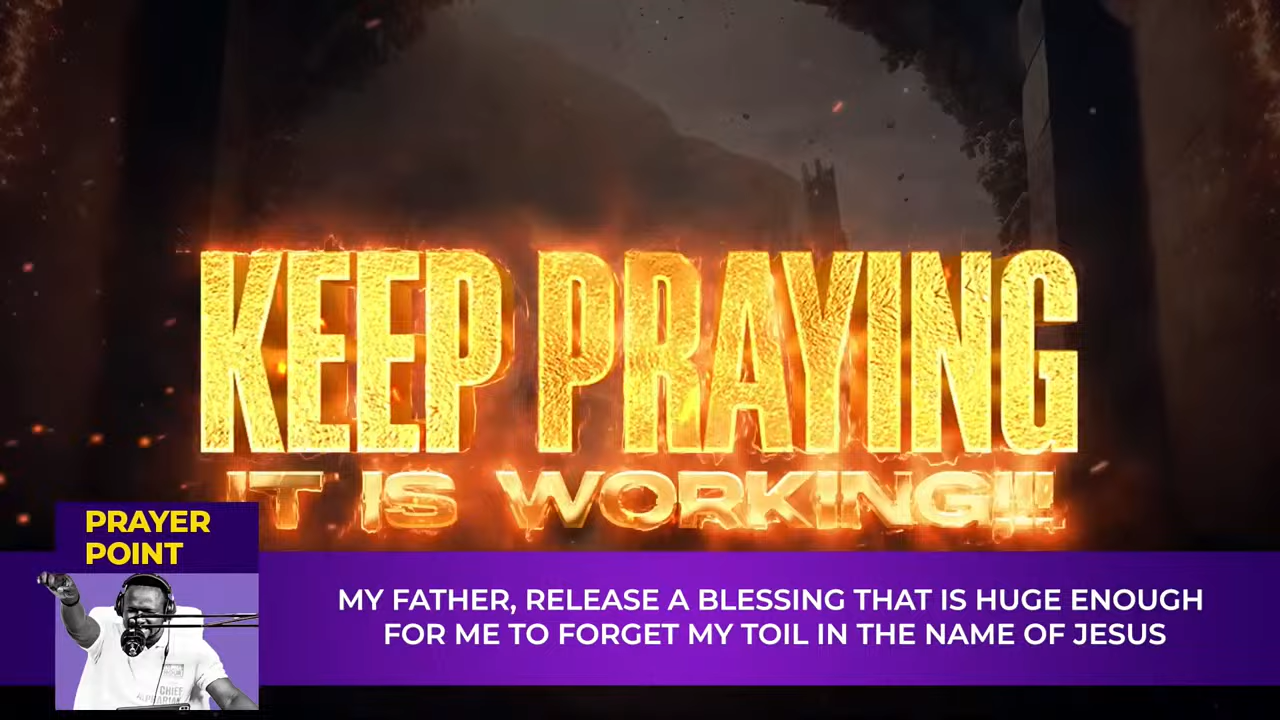 KEEP PRAYING
IT IS WORKING!!!
PRAYER
POINT
MY FATHER, RELEASE A BLESSING THAT IS HUGE ENOUGH
FOR ME TO FORGET MY TOIL IN THE NAME OF JESUS
CHIEF